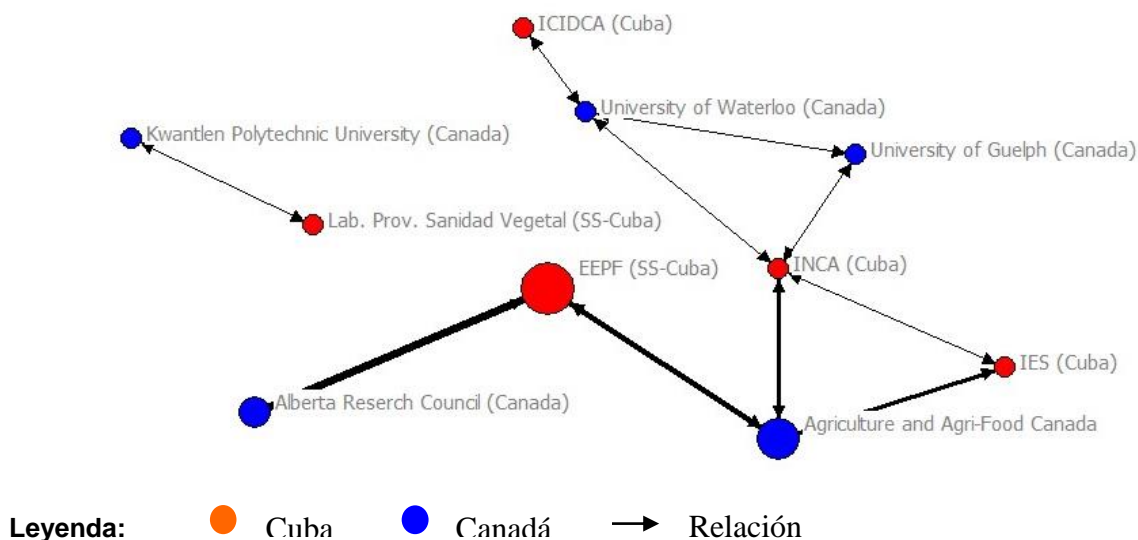 ICIDCA (Cuba)
University of Waterloo (Canada)
Kwantlen Polytechnic University (Canada)
University of Guelph (Canada)
Lab. Prov. Sanidad Vegetal (SS-Cuba)
EEPF (SS-Cuba)
INCA (Cuba)
IES (Cuba)
Alberta Reserch Council (Canada)
Agriculture and Agri-Food Canada
Leyenda: Cuba Canadá Relación